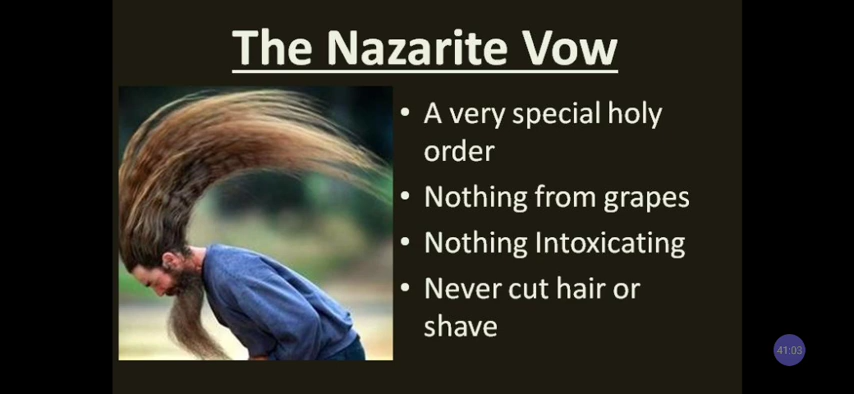 The Nazarite Vow
• A very special holy
order
• Nothing from grapes
• Nothing Intoxicating
• Never cut hair or
shave
41:03